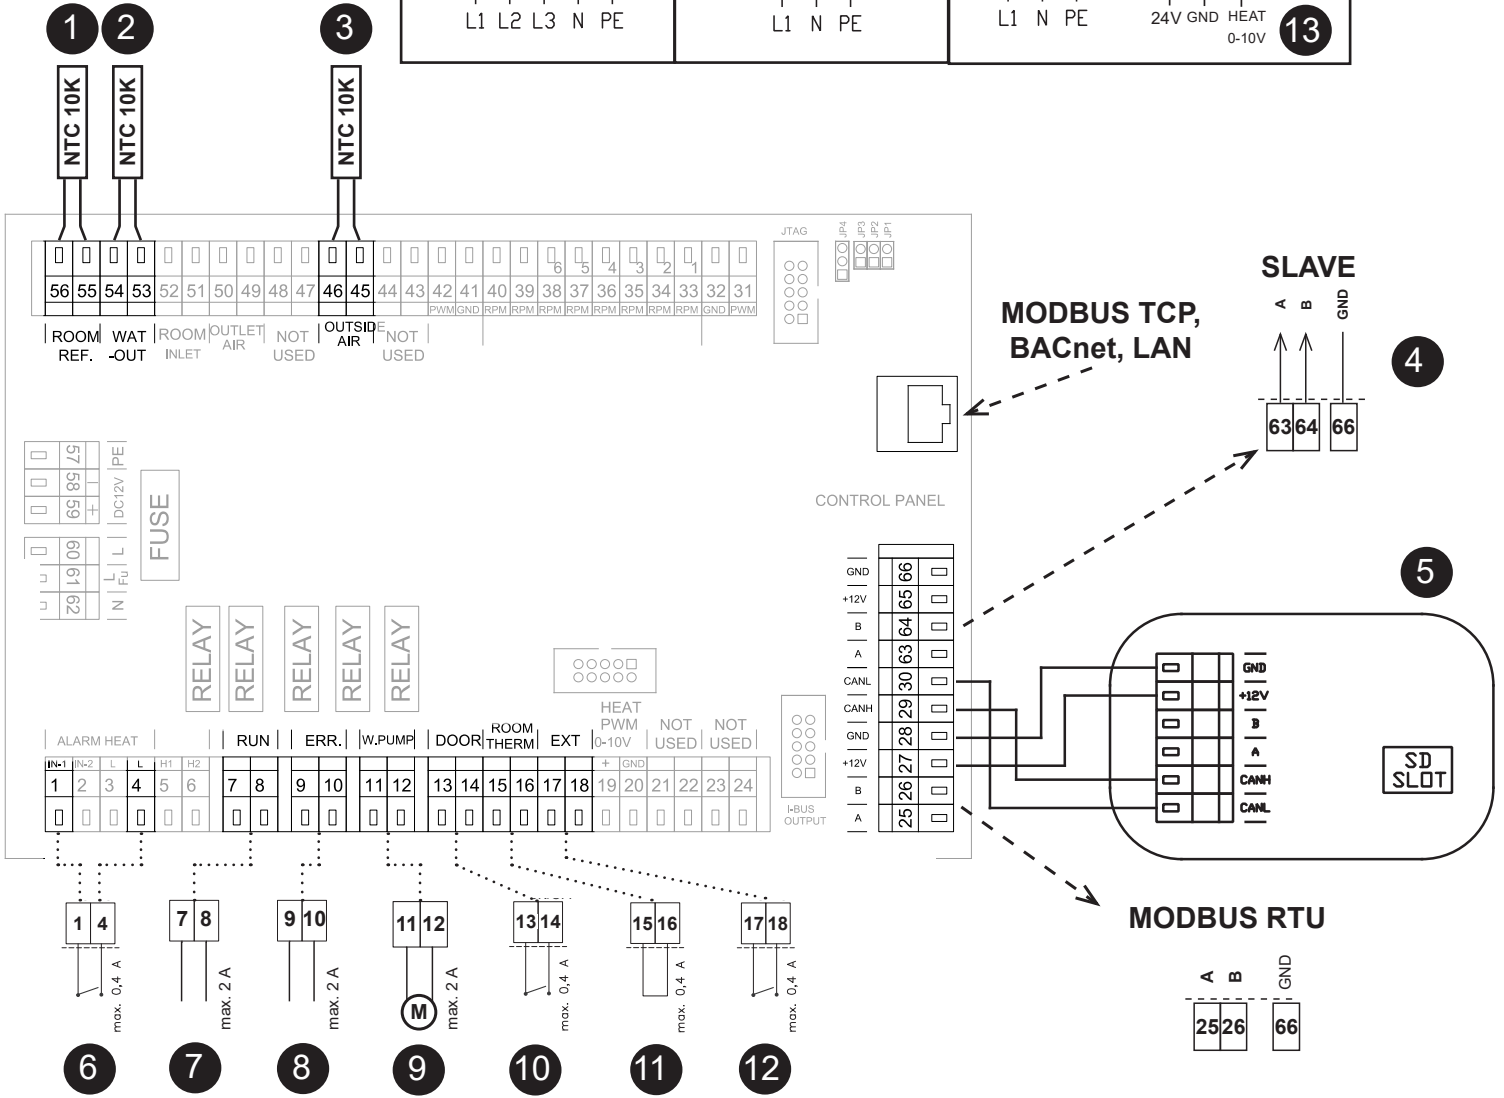 L1 L2 L3 N PE
L1 N PE
L1 N PE
24V GND HEAT
0-10V
13
1 2 3
NTC 10K NTC 10K NTC 10K
56 55 54 53 52 51 50 49 48 47 46 45 44 43 42 41 40 39 38 37 36 35 34 33 32 31
6 5 4 3 2 1
PWM GND RPM RPM RPM RPM RPM RPM RPM RPM GND PWM
ROOM REF.
WAT -OUT
ROOM INLET
OUTLET AIR
NOT USED
OUTSIDE AIR
NOT USED
JTAG
JP4 JP3 JP2 JP1
MODBUS TCP,
BACnet, LAN
SLAVE
A B GND
63 64 66
4
57 58 59 60 61 62
PE
DC12V - +
L
L Fu
N
FUSE
CONTROL PANEL
GND 66
+12V 65
B 64
A 63
CANL 30
CANH 29
GND 28
+12V 27
B 26
A 25
5
GND
+12V
B
A
CANH
CANL
SD
SLOT
RELAY RELAY RELAY RELAY RELAY
HEAT
PWM
0-10V
NOT USED
NOT USED
I-BUS
OUTPUT
ALARM HEAT
RUN
ERR.
W.PUMP
DOOR
ROOM
THERM
EXT
IN-1 IN-2 L L H1 H2
+ GND
1 2 3 4 5 6 7 8 9 10 11 12 13 14 15 16 17 18 19 20 21 22 23 24
1 4
max. 0,4 A
6
7 8
max. 2 A
7
9 10
max. 2 A
8
11 12
M
max. 2 A
9
13 14
max. 0,4 A
10
15 16
max. 0,4 A
11
17 18
max. 0,4 A
12
MODBUS RTU
A B GND
25 26 66